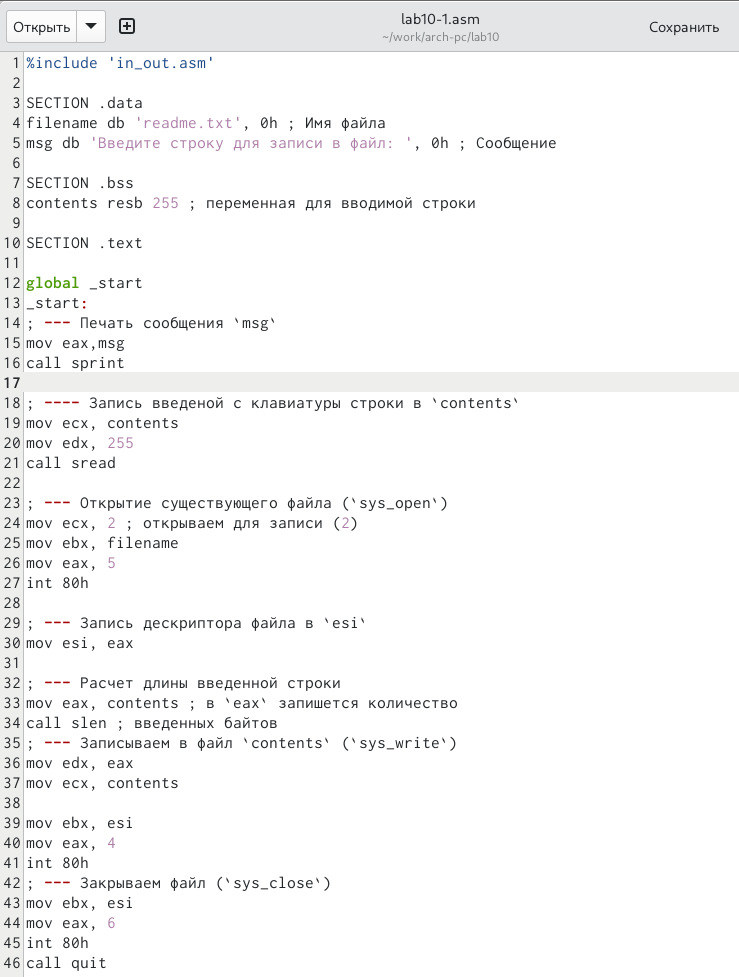 Открыть
lab10-1.asm
~/work/arch-pc/lab10
Сохранить
1 %include 'in_out.asm'
2
3 SECTION .data
4 filename db 'readme.txt', 0h ; Имя файла
5 msg db 'Введите строку для записи в файл: ', 0h ; Сообщение
6
7 SECTION .bss
8 contents resb 255 ; переменная для вводимой строки
9
10 SECTION .text
11
12 global _start
13 _start:
14 ; --- Печать сообщения `msg`
15 mov eax,msg
16 call sprint
17
18 ; ---- Запись введеной с клавиатуры строки в `contents`
19 mov ecx, contents
20 mov edx, 255
21 call sread
22
23 ; --- Открытие существующего файла (`sys_open`)
24 mov ecx, 2 ; открываем для записи (2)
25 mov ebx, filename
26 mov eax, 5
27 int 80h
28
29 ; --- Запись дескриптора файла в `esi`
30 mov esi, eax
31
32 ; --- Расчет длины введенной строки
33 mov eax, contents ; в `eax` запишется количество
34 call slen ; введенных байтов
35 ; --- Записываем в файл `contents` (`sys_write`)
36 mov edx, eax
37 mov ecx, contents
38
39 mov ebx, esi
40 mov eax, 4
41 int 80h
42 ; --- Закрываем файл (`sys_close`)
43 mov ebx, esi
44 mov eax, 6
45 int 80h
46 call quit